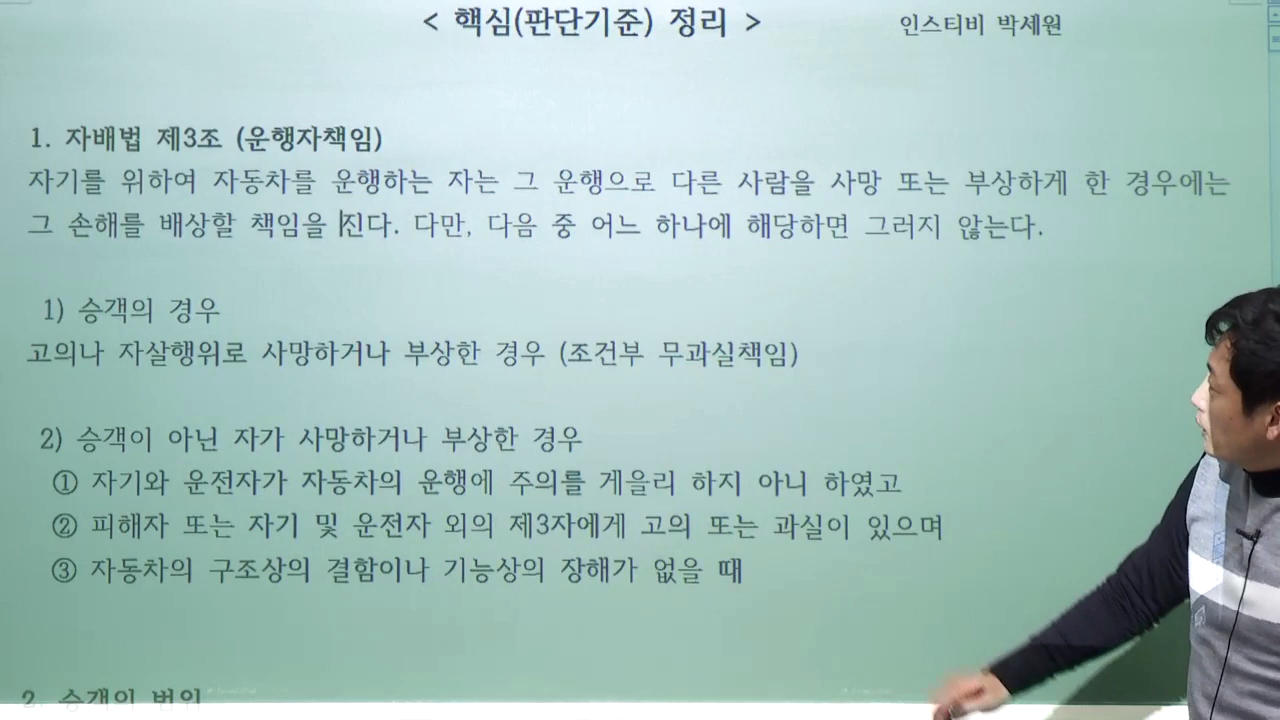 < 핵심(판단기준) 정리 >
인스티비 박세원
1. 자배법 제3조 (운행자책임)
자기를 위하여 자동차를 운행하는 자는 그 운행으로 다른 사람을 사망 또는 부상하게 한 경우에는
그 손해를 배상할 책임을 진다. 다만, 다음 중 어느 하나에 해당하면 그러지 않는다.
1) 승객의 경우
고의나 자살행위로 사망하거나 부상한 경우 (조건부 무과실책임)
2) 승객이 아닌 자가 사망하거나 부상한 경우
① 자기와 운전자가 자동차의 운행에 주의를 게을리 하지 아니 하였고
② 피해자 또는 자기 및 운전자 외의 제3자에게 고의 또는 과실이 있으며
③ 자동차의 구조상의 결함이나 기능상의 장해가 없을 때
2. 승객의 범위